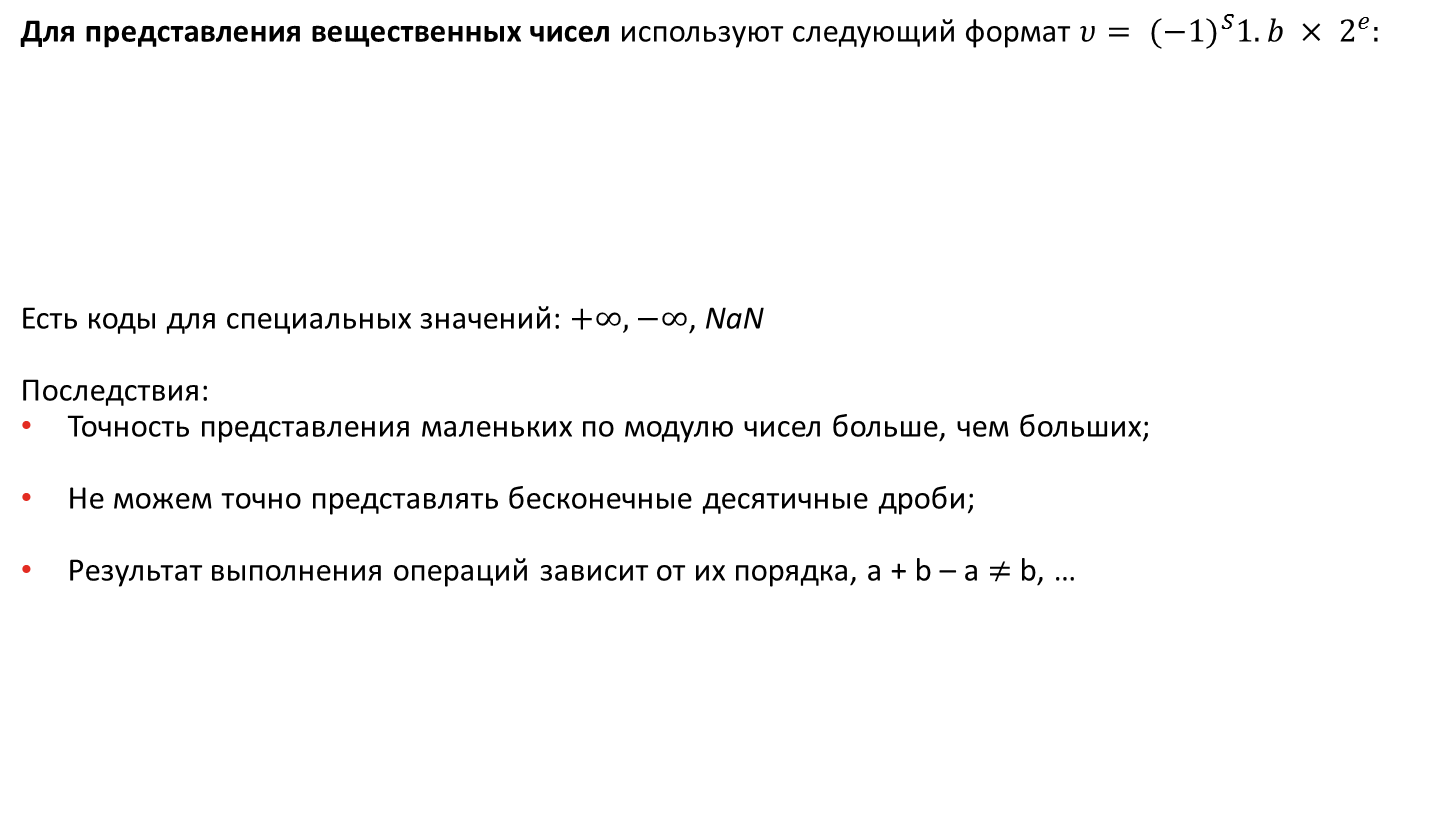 Для представления вещественных чисел используют следующий формат 𝑣 = (−1)^𝑆 1. 𝑏 × 2^𝑒:
Есть коды для специальных значений: +∞, −∞, NaN
Последствия:
• Точность представления маленьких по модулю чисел больше, чем больших;
• Не можем точно представлять бесконечные десятичные дроби;
• Результат выполнения операций зависит от их порядка, a + b – a ≠ b, …